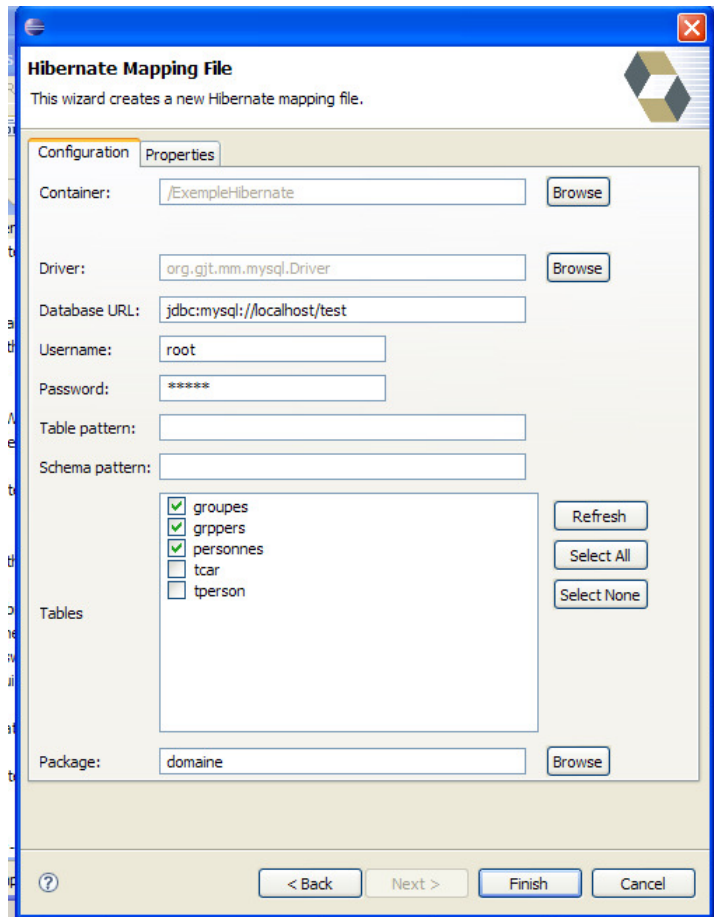 Hibernate Mapping File
This wizard creates a new Hibernate mapping file.
Configuration Properties
Container: /ExempleHibernate Browse
Driver: org.gjt.mm.mysql.Driver Browse
Database URL: jdbc:mysql://localhost/test
Username: root
Password: *****
Table pattern:
Schema pattern:
groupes
grppers
personnes
tcar
tperson
Refresh
Select All
Select None
Tables
Package: domaine Browse
? < Back Next > Finish Cancel